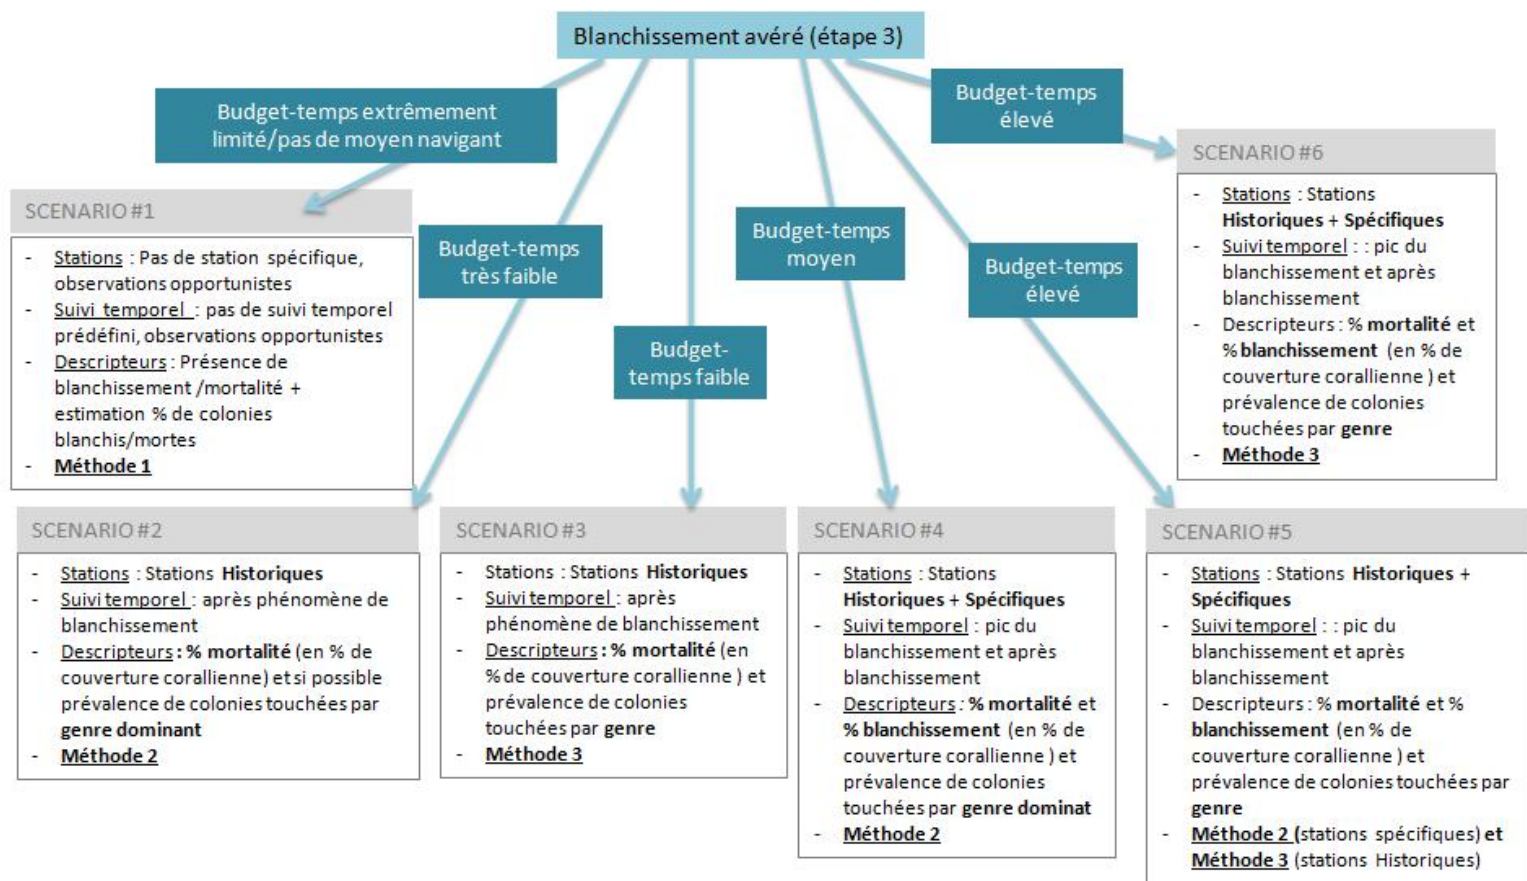 Blanchissement avéré (étape 3)
Budget-temps extrêmement
limité/pas de moyen navigant
Budget-temps
élevé
SCENARIO #6
- Stations : Stations
Historiques + Spécifiques
- Suivi temporel : : pic du
blanchissement et après
blanchissement
- Descripteurs : % mortalité et
% blanchissement (en % de
couverture corallienne ) et
prévalence de colonies
touchées par genre
- Méthode 3
SCENARIO #1
- Stations : Pas de station spécifique,
observations opportunistes
- Suivi temporel : pas de suivi temporel
prédéfini, observations opportunistes
- Descripteurs : Présence de
blanchissement /mortalité +
estimation % de colonies
blanchis/mortes
- Méthode 1
Budget-temps
très faible
Budget-
temps faible
Budget-temps
moyen
Budget-temps
élevé
SCENARIO #2
- Stations : Stations Historiques
- Suivi temporel : après phénomène de
blanchissement
- Descripteurs : % mortalité (en % de
couverture corallienne) et si possible
prévalence de colonies touchées par
genre dominant
- Méthode 2
SCENARIO #3
- Stations : Stations Historiques
- Suivi temporel : après
phénomène de blanchissement
- Descripteurs : % mortalité (en
% de couverture corallienne ) et
prévalence de colonies
touchées par genre
- Méthode 3
SCENARIO #4
- Stations : Stations
Historiques + Spécifiques
- Suivi temporel : pic du
blanchissement et après
blanchissement
- Descripteurs : % mortalité et
% blanchissement (en % de
couverture corallienne ) et
prévalence de colonies
touchées par genre dominat
- Méthode 2
SCENARIO #5
- Stations : Stations Historiques +
Spécifiques
- Suivi temporel : : pic du
blanchissement et après
blanchissement
- Descripteurs : % mortalité et %
blanchissement (en % de
couverture corallienne ) et
prévalence de colonies touchées par
genre
- Méthode 2 (stations spécifiques) et
Méthode 3 (stations Historiques)